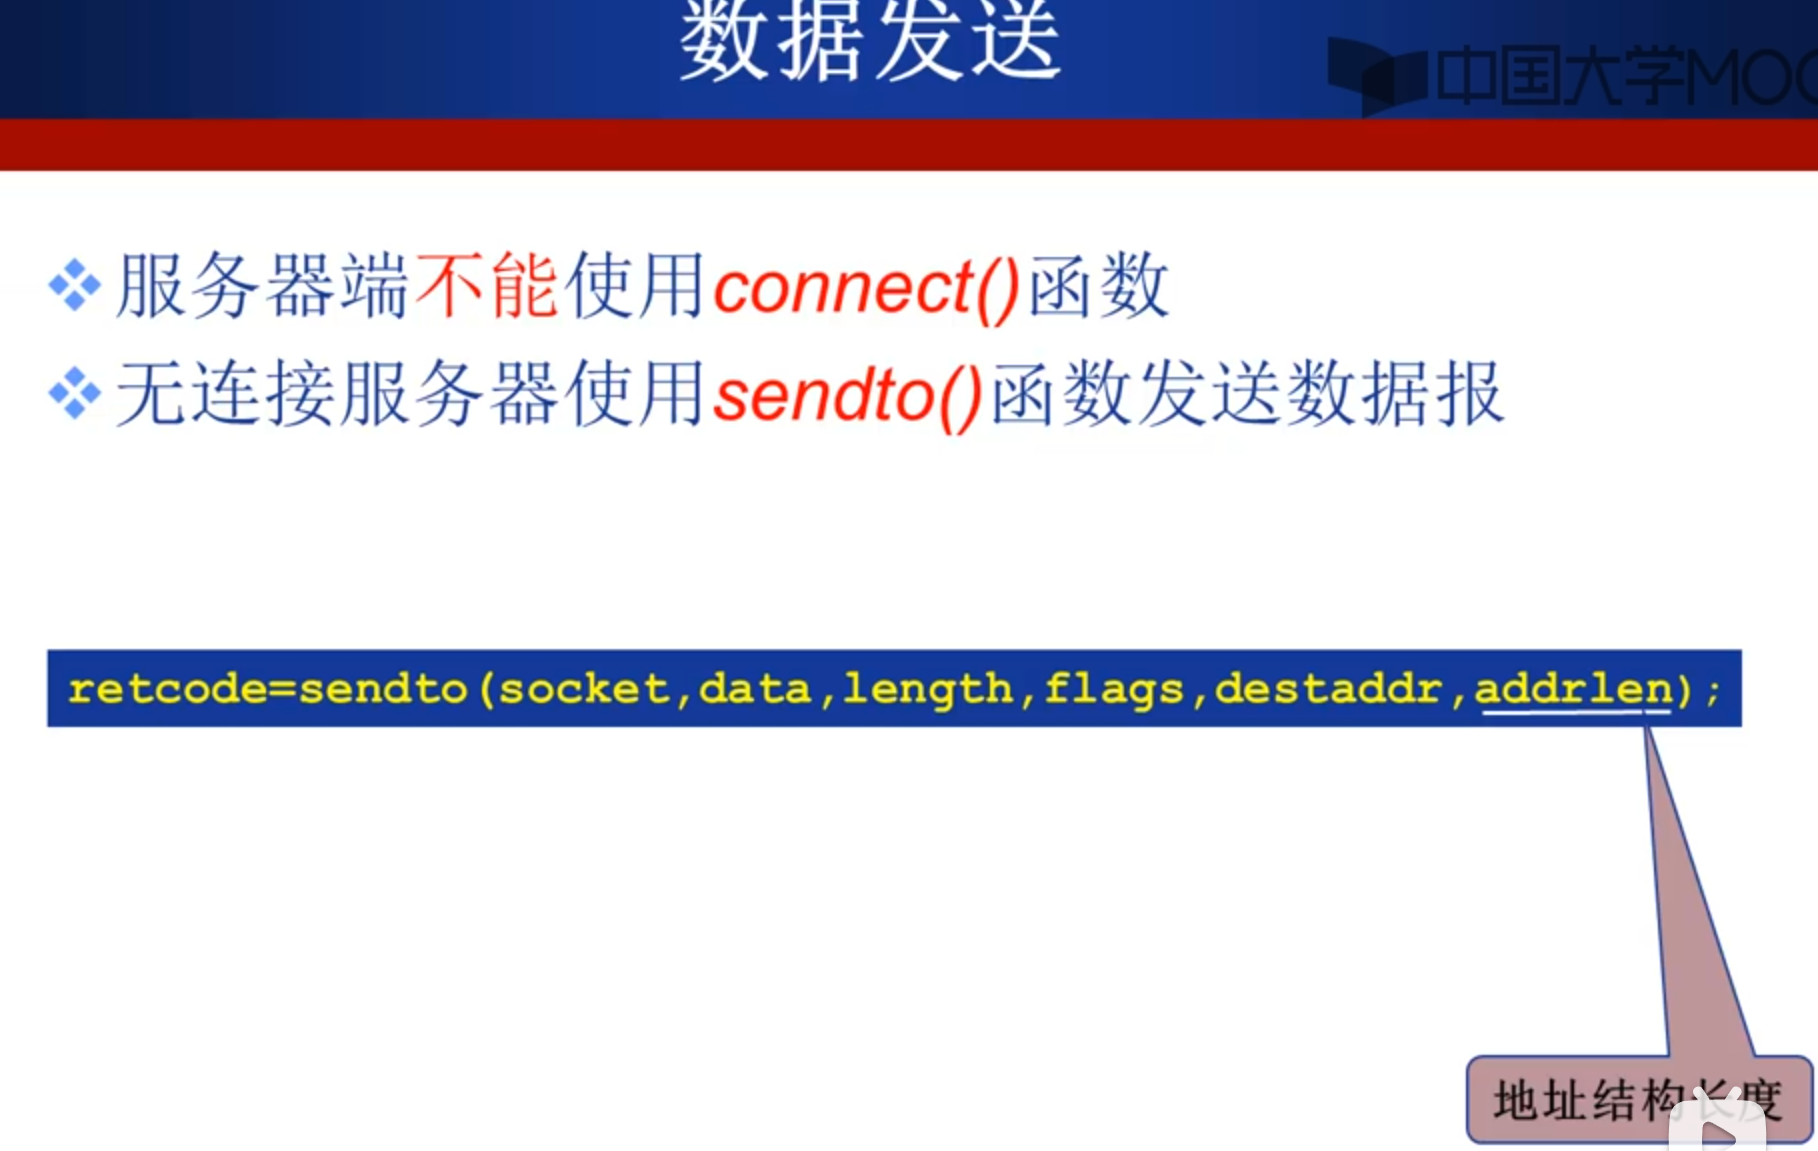 数据发送
中国大学MOO
服务器端不能使用connect()函数
无连接服务器使用sendto()函数发送数据报
retcode=sendto(socket,data,length,flags,destaddr,addrlen);
地址结构长度